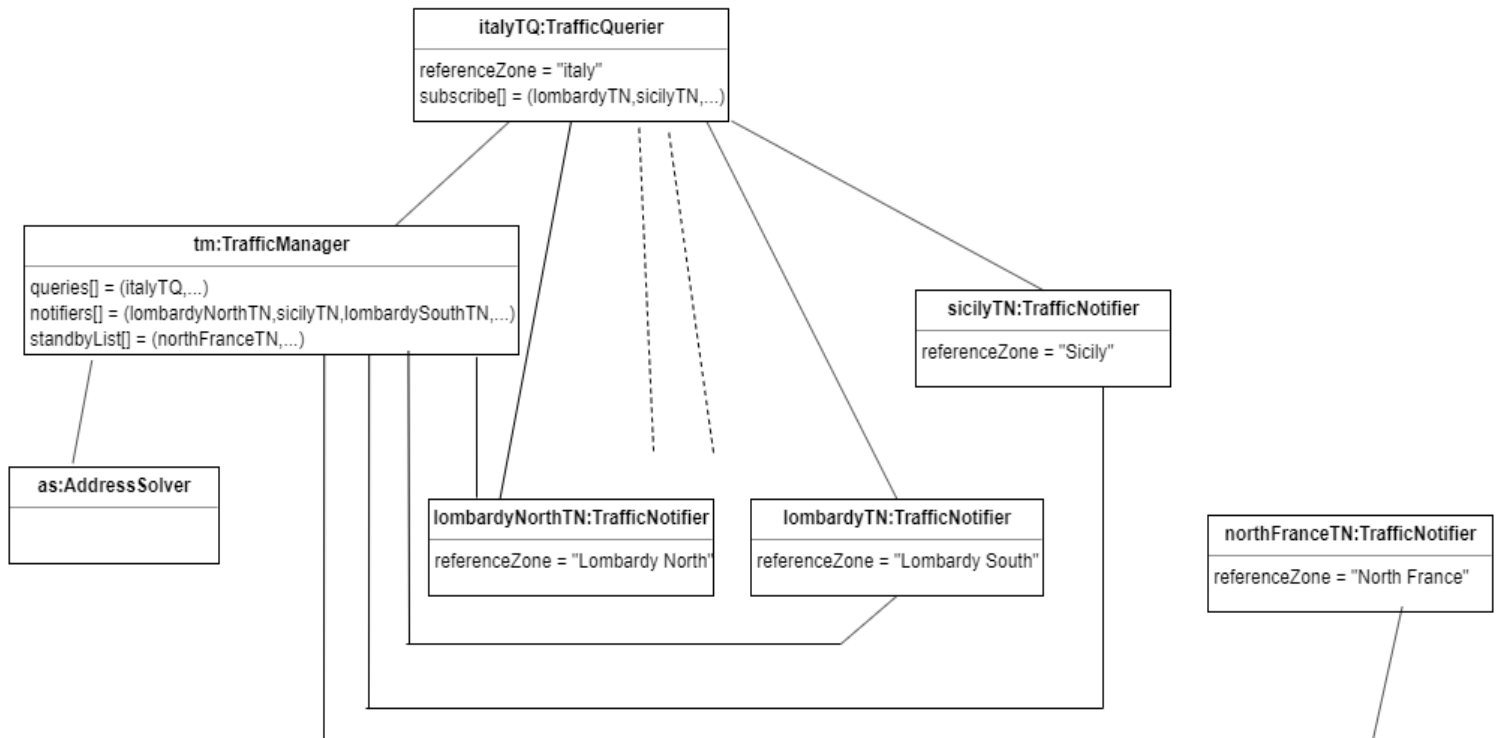 italyTQ:TrafficQuerier
referenceZone = "italy"
subscribe[] = (lombardyTN,sicilyTN,...)
tm:TrafficManager
queries[] = (italyTQ,...)
notifiers[] = (lombardyNorthTN,sicilyTN,lombardySouthTN,...)
standbyList[] = (northFranceTN,...)
sicilyTN:TrafficNotifier
referenceZone = "Sicily"
as:AddressSolver
lombardyNorthTN:TrafficNotifier
referenceZone = "Lombardy North"
lombardyTN:TrafficNotifier
referenceZone = "Lombardy South"
northFranceTN:TrafficNotifier
referenceZone = "North France"